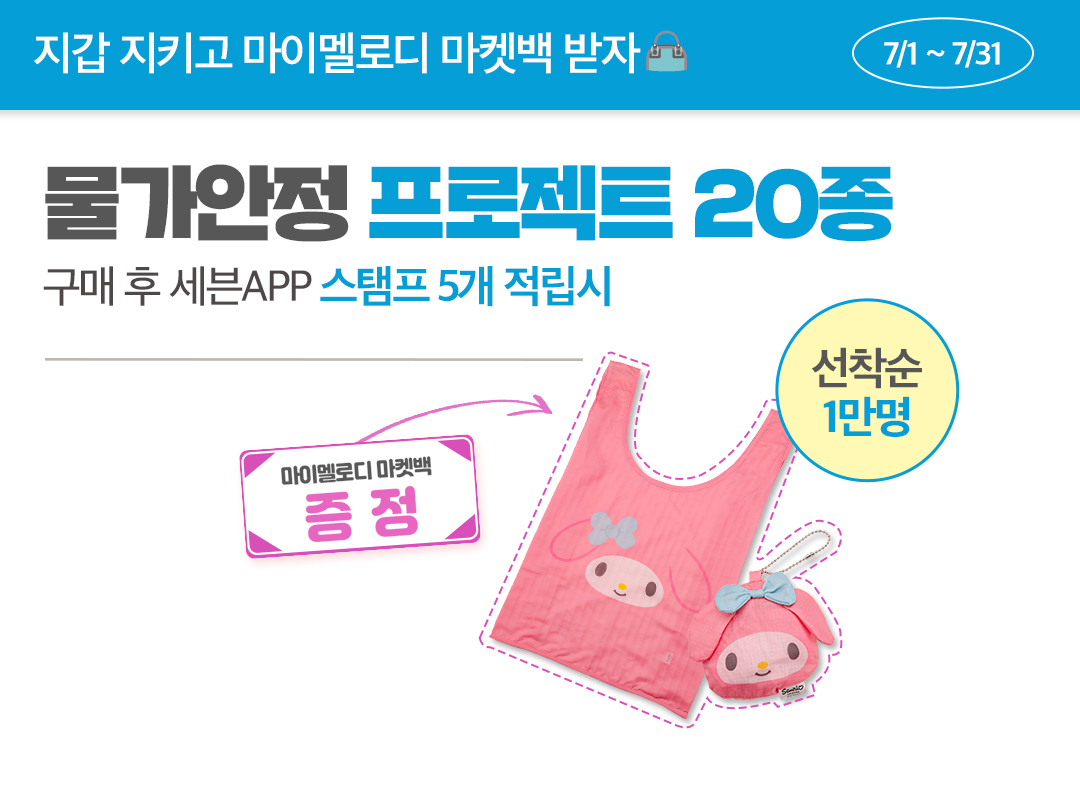 지갑 지키고 마이멜로디 마켓백 받자
7/1 ~ 7/31
물가안정 프로젝트 20종
구매 후 세븐APP 스탬프 5개 적립시
선착순
1만명
마이멜로디 마켓백
증정
Sanrio